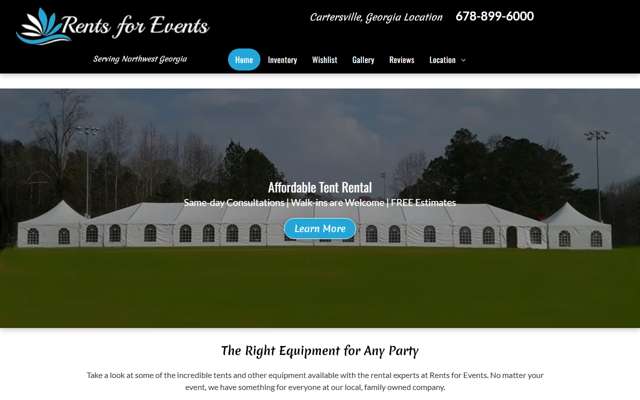 Rents for Events
Cartersville, Georgia Location 678-899-6000
Serving Northwest Georgia
Home Inventory Wishlist Gallery Reviews Location
Affordable Tent Rental
Same-day Consultations | Walk-ins are Welcome | FREE Estimates
Learn More
The Right Equipment for Any Party
Take a look at some of the incredible tents and other equipment available with the rental experts at Rents for Events. No matter your
event, we have something for everyone at our local, family owned company.